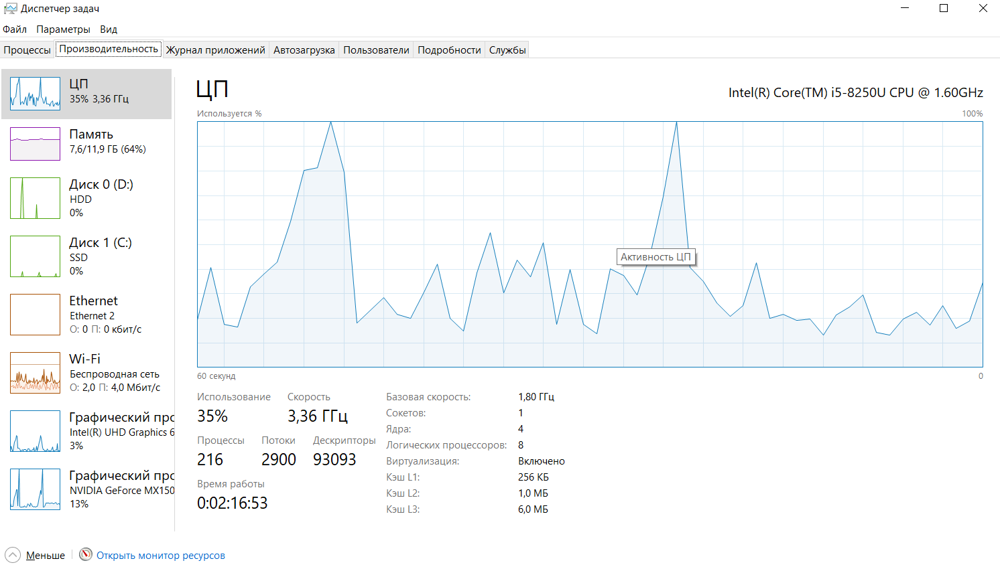 Диспетчер задач
Файл Параметры Вид
Процессы Производительность Журнал приложений Автозагрузка Пользователи Подробности Службы
ЦП
35% 3,36 ГГц
Память
7,6/11,9 ГБ (64%)
Диск 0 (D:)
HDD
0%
Диск 1 (C:)
SSD
0%
Ethernet
Ethernet 2
О: 0 П: 0 кбит/с
Wi-Fi
Беспроводная сеть
О: 2,0 П: 4,0 Мбит/с
Графический про
Intel(R) UHD Graphics 6
3%
Графический про
NVIDIA GeForce MX150
13%
ЦП
Intel(R) Core(TM) i5-8250U CPU @ 1.60GHz
Используется % 100%
Активность ЦП
60 секунд 0
Использование Скорость
35% 3,36 ГГц
Процессы Потоки Дескрипторы
216 2900 93093
Время работы
0:02:16:53
Базовая скорость: 1,80 ГГц
Сокетов: 1
Ядра: 4
Логических процессоров: 8
Виртуализация: Включено
Кэш L1: 256 КБ
Кэш L2: 1,0 МБ
Кэш L3: 6,0 МБ
Меньше Открыть монитор ресурсов